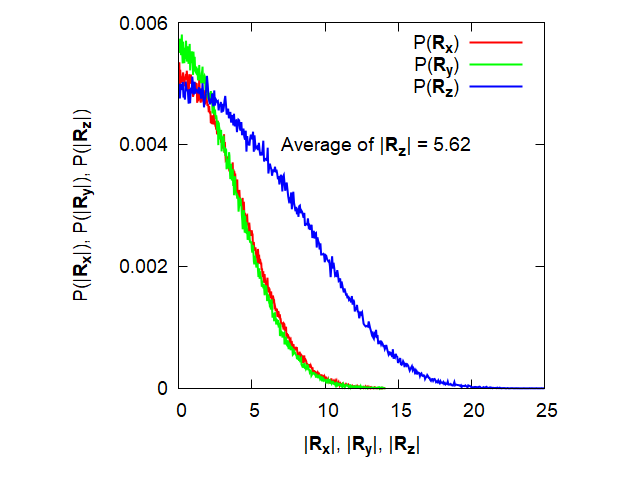 0.006
0.004
0.002
0
P(|Rx|), P(|Ry|), P(|Rz|)
P(Rx)
P(Ry)
P(Rz)
Average of |Rz| = 5.62
0 5 10 15 20 25
|Rx|, |Ry|, |Rz|